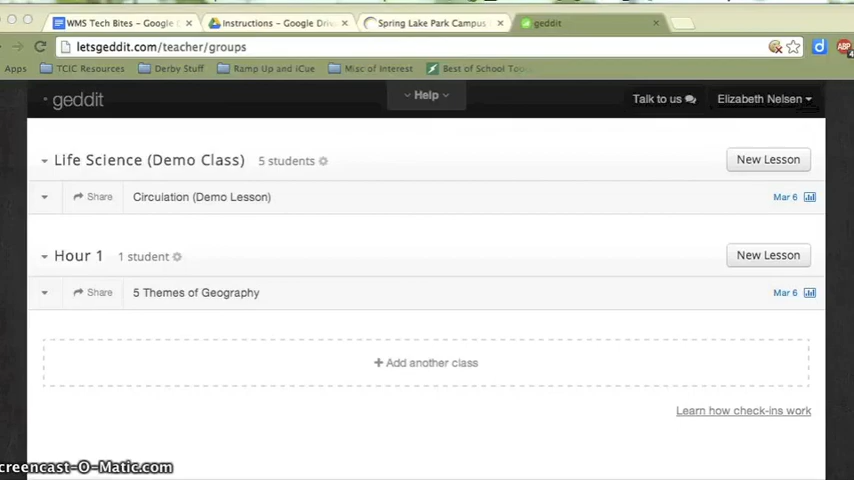 WMS Tech Bites – Google
Instructions – Google Driv
Spring Lake Park Campus
geddit
letsgeddit.com/teacher/groups
Apps TCIC Resources Derby Stuff Ramp Up and iCue Misc of Interest Best of School
geddit
Help
Talk to us
Elizabeth Nelsen
Life Science (Demo Class) 5 students New Lesson
Share Circulation (Demo Lesson) Mar 6
Hour 1 1 student New Lesson
Share 5 Themes of Geography Mar 6
+ Add another class
Learn how check-ins work
creencast-O-Matic.com